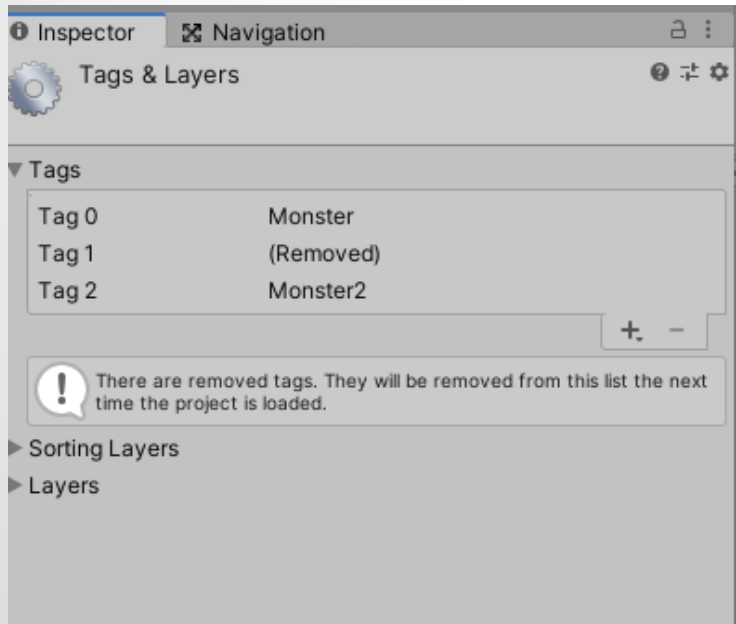 Inspector
Navigation
Tags & Layers
Tags
Tag 0 Monster
Tag 1 (Removed)
Tag 2 Monster2
There are removed tags. They will be removed from this list the next
time the project is loaded.
Sorting Layers
Layers